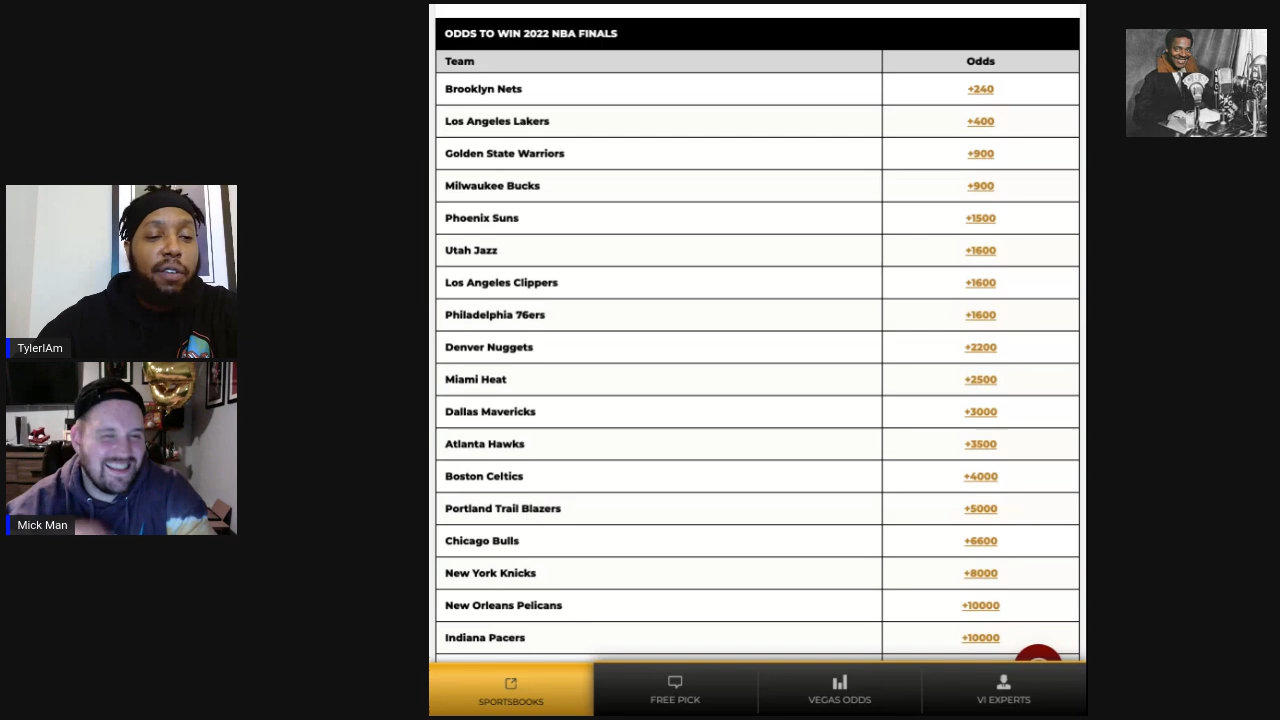 ODDS TO WIN 2022 NBA FINALS
Team Odds
Brooklyn Nets +240
Los Angeles Lakers +400
Golden State Warriors +900
Milwaukee Bucks +900
Phoenix Suns +1500
Utah Jazz +1600
Los Angeles Clippers +1600
Philadelphia 76ers +1600
Denver Nuggets +2200
Miami Heat +2500
Dallas Mavericks +3000
Atlanta Hawks +3500
Boston Celtics +4000
Portland Trail Blazers +5000
Chicago Bulls +6600
New York Knicks +8000
New Orleans Pelicans +10000
Indiana Pacers +10000
SPORTSBOOKS
FREE PICK
VEGAS ODDS
VI EXPERTS
TylerIAm
Mick Man